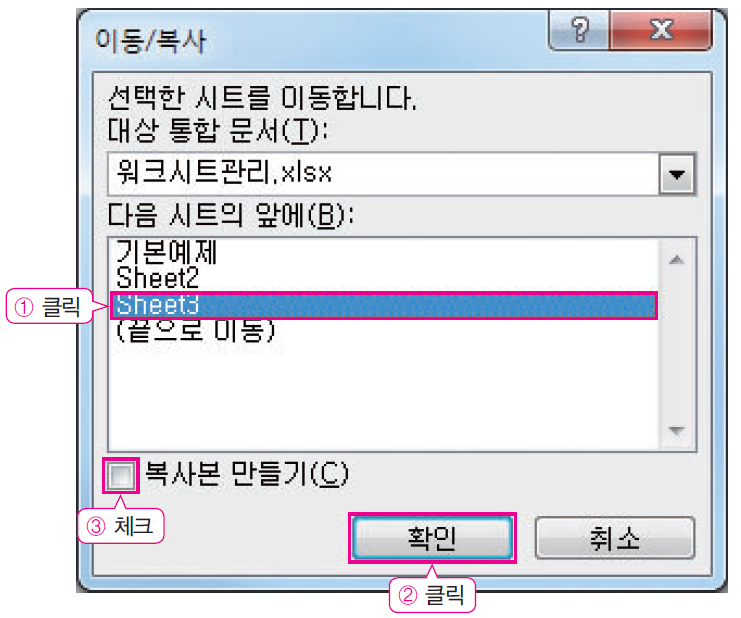 이동/복사
선택한 시트를 이동합니다.
대상 통합 문서(T):
워크시트관리.xlsx
다음 시트의 앞에(B):
기본예제
Sheet2
① 클릭
Sheet3
(끝으로 이동)
복사본 만들기(C)
③ 체크
확인
취소
② 클릭